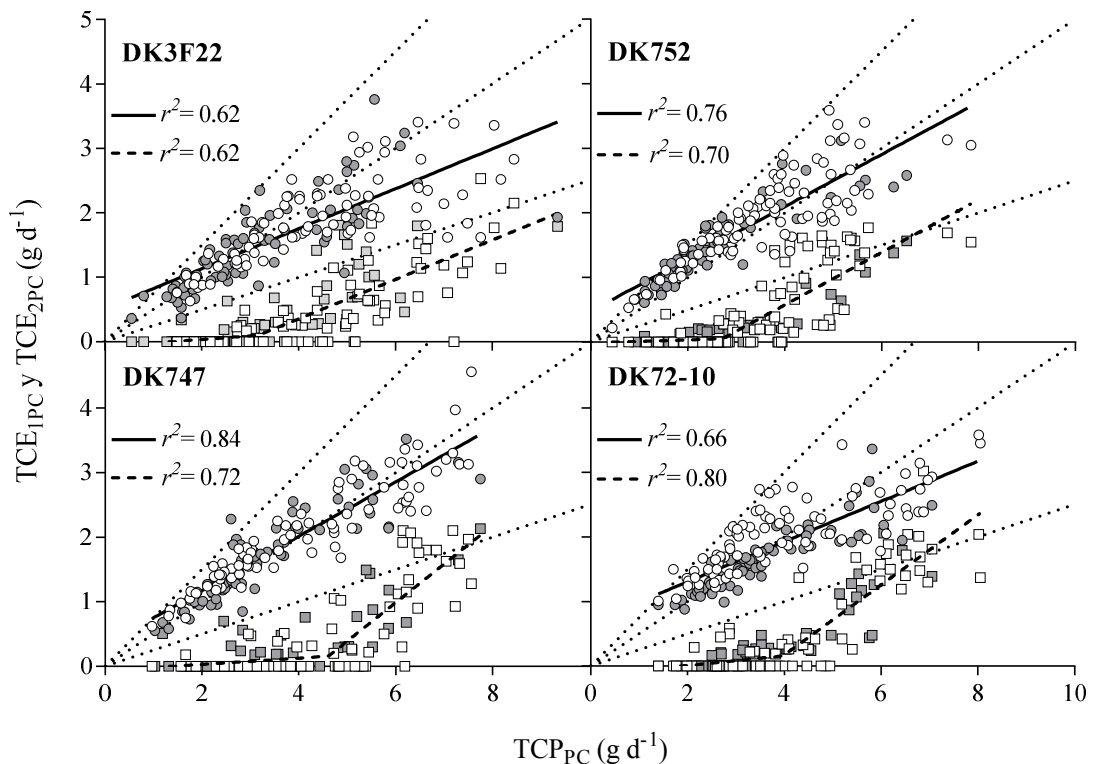 DK3F22
r²= 0.62
r²= 0.62
DK752
r²= 0.76
r²= 0.70
DK747
r²= 0.84
r²= 0.72
DK72-10
r²= 0.66
r²= 0.80
5
4
3
2
1
0
4
3
2
1
0
0 2 4 6 8 0 2 4 6 8 10
TCE1PC y TCE2PC (g d-1)
TCPPC (g d-1)